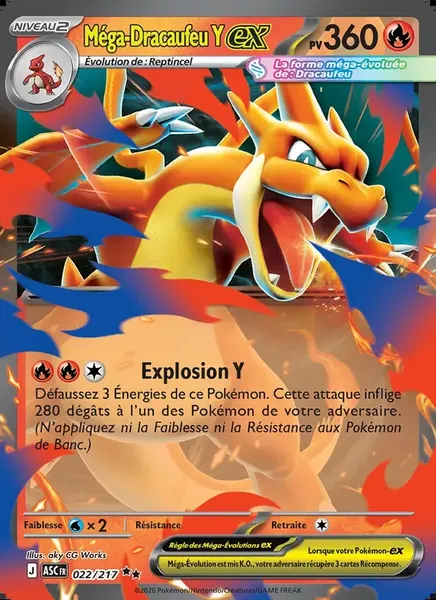 NIVEAU 2
Méga-Dracaufeu Y ex
PV 360
Évolution de : Reptincel
La forme méga-évoluée
de : Dracaufeu
Explosion Y
Défaussez 3 Énergies de ce Pokémon. Cette attaque inflige
280 dégâts à l'un des Pokémon de votre adversaire.
(N'appliquez ni la Faiblesse ni la Résistance aux Pokémon
de Banc.)
Faiblesse × 2 Résistance Retraite
Illus. aky CG Works
Règle des Méga-Évolutions ex
Lorsque votre Pokémon-ex
Méga-Évolution est mis K.O., votre adversaire récupère 3 cartes Récompense.
J ASC FR 022/217 ★★
©2026 Pokémon/Nintendo/Creatures/GAME FREAK